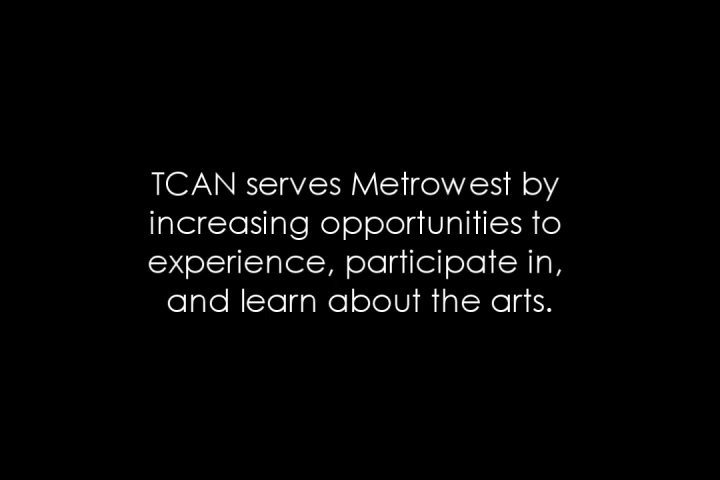 TCAN serves Metrowest by
increasing opportunities to
experience, participate in,
and learn about the arts.